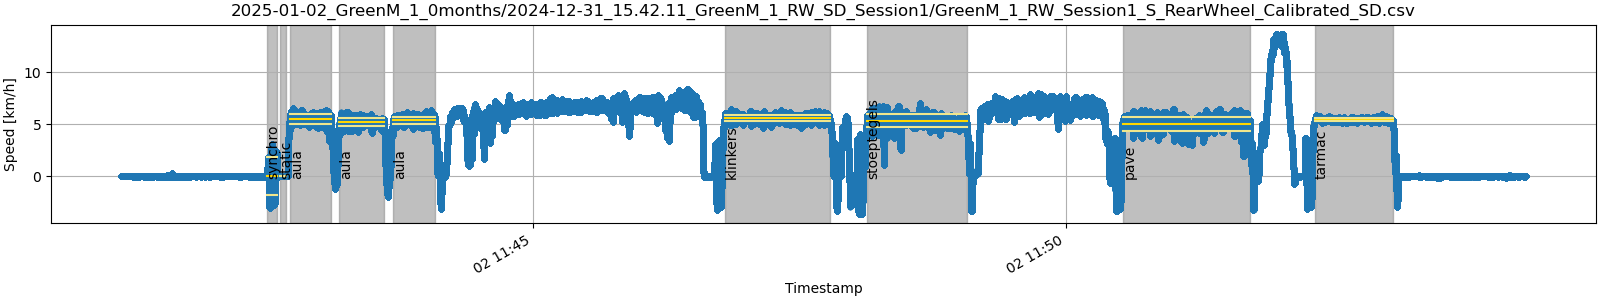 2025-01-02_GreenM_1_0months/2024-12-31_15.42.11_GreenM_1_RW_SD_Session1/GreenM_1_RW_Session1_S_RearWheel_Calibrated_SD.csv
Speed [km/h]
10
5
0
synchro
static
aula
aula
aula
klinkers
stoeptegels
pave
tarmac
02 11:45
02 11:50
Timestamp